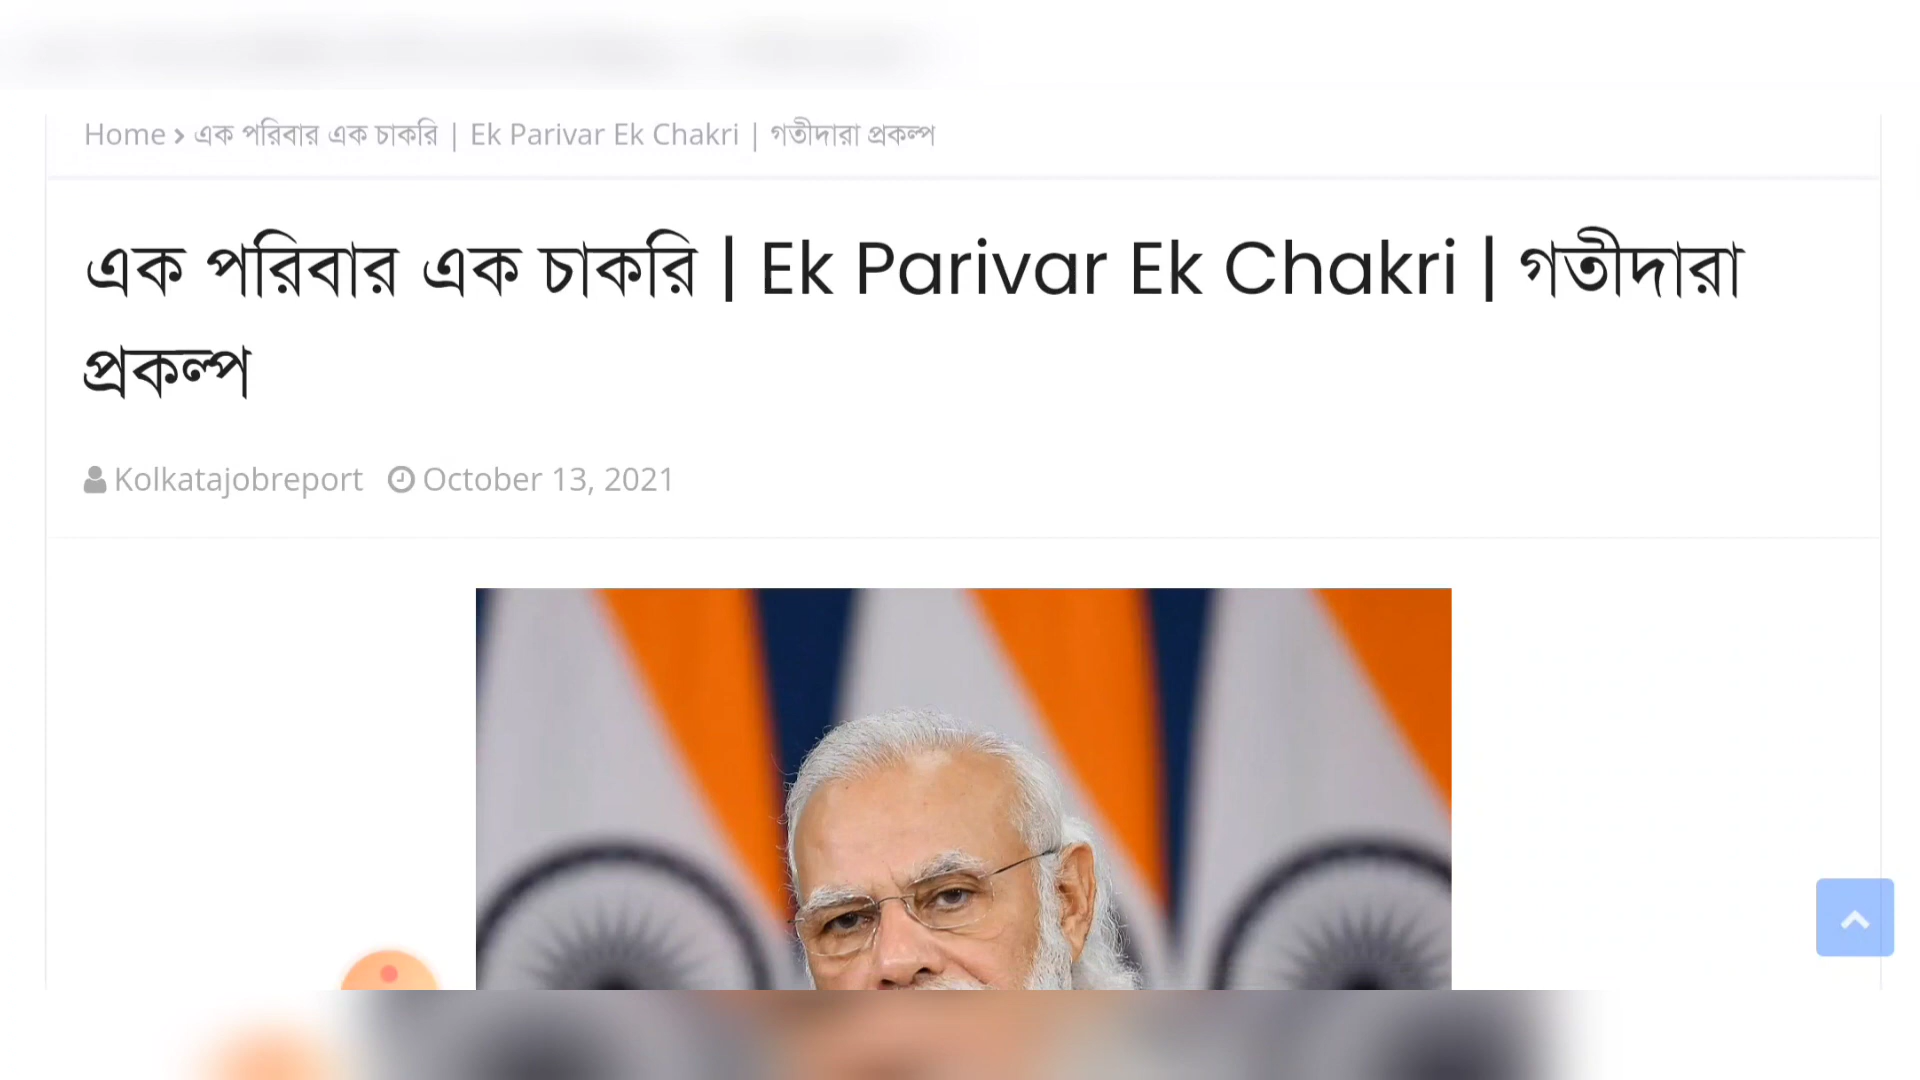 Home › এক পরিবার এক চাকরি | Ek Parivar Ek Chakri | গতীদারা প্রকল্প
এক পরিবার এক চাকরি | Ek Parivar Ek Chakri | গতীদারা
প্রকল্প
Kolkatajobreport October 13, 2021